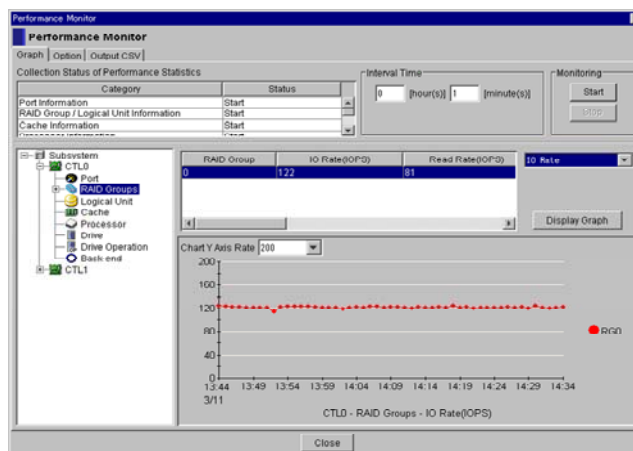 Performance Monitor
Performance Monitor
Graph Option Output CSV
Collection Status of Performance Statistics
Category Status
Port Information Start
RAID Group / Logical Unit Information Start
Cache Information Start
Processor Information Start
Interval Time
0 [hour(s)] 1 [minute(s)]
Monitoring
Start
Stop
Subsystem
CTL0
Port
RAID Groups
Logical Unit
Cache
Processor
Drive
Drive Operation
Back end
CTL1
RAID Group IO Rate(IOPS) Read Rate(IOPS)
0 122 81
IO Rate
Display Graph
Chart Y Axis Rate 200
200
160
120
80
40
0
13:44 13:49 13:54 13:59 14:04 14:09 14:14 14:19 14:24 14:29 14:34
3/11
RG0
CTL0 - RAID Groups - IO Rate(IOPS)
Close